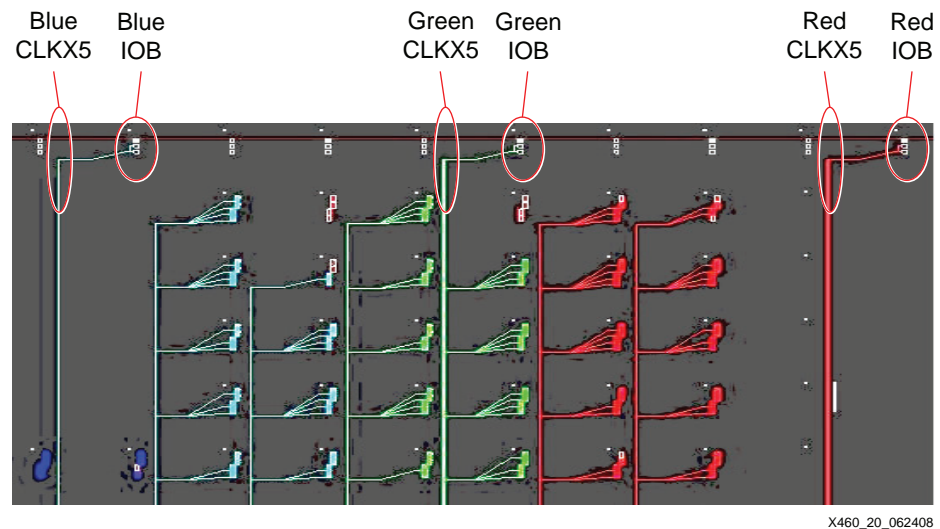 Blue
CLKX5
Blue
IOB
Green
CLKX5
Green
IOB
Red
CLKX5
Red
IOB
X460_20_062408